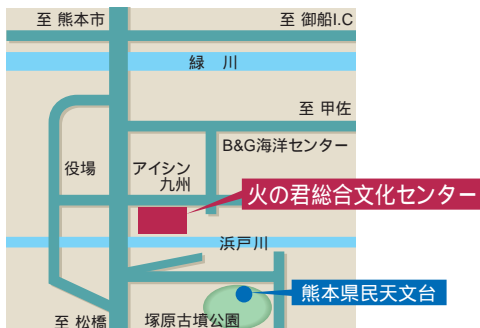 至 熊本市
至 御船I.C
緑 川
至 甲佐
B&G海洋センター
役場
アイシン
九州
火の君総合文化センター
浜戸川
熊本県民天文台
至 松橋
塚原古墳公園